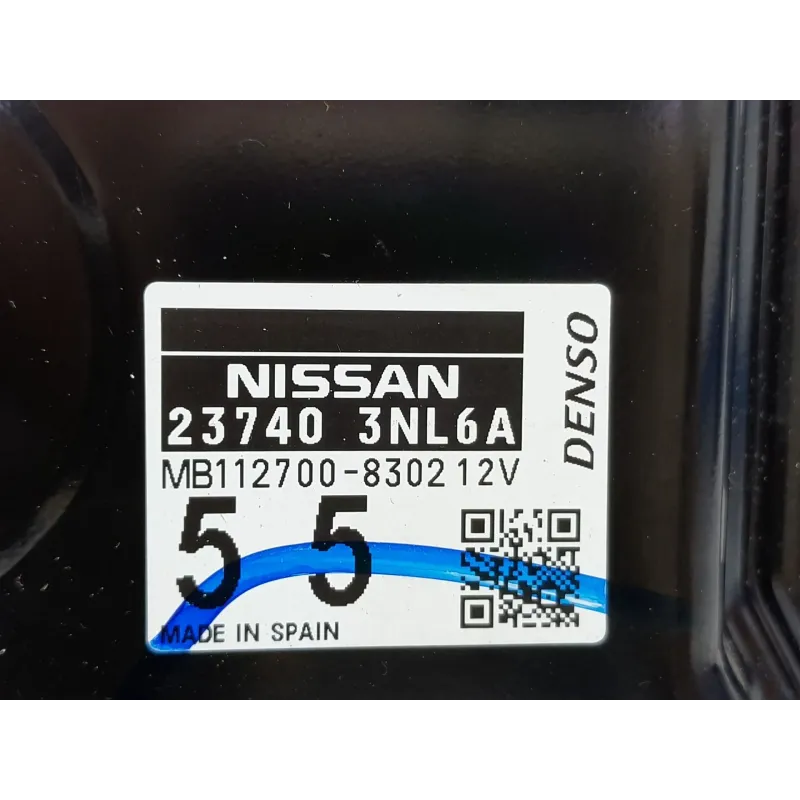 NISSAN
23740 3NL6A
MB112700-8302 12V
5 5
MADE IN SPAIN
DENSO